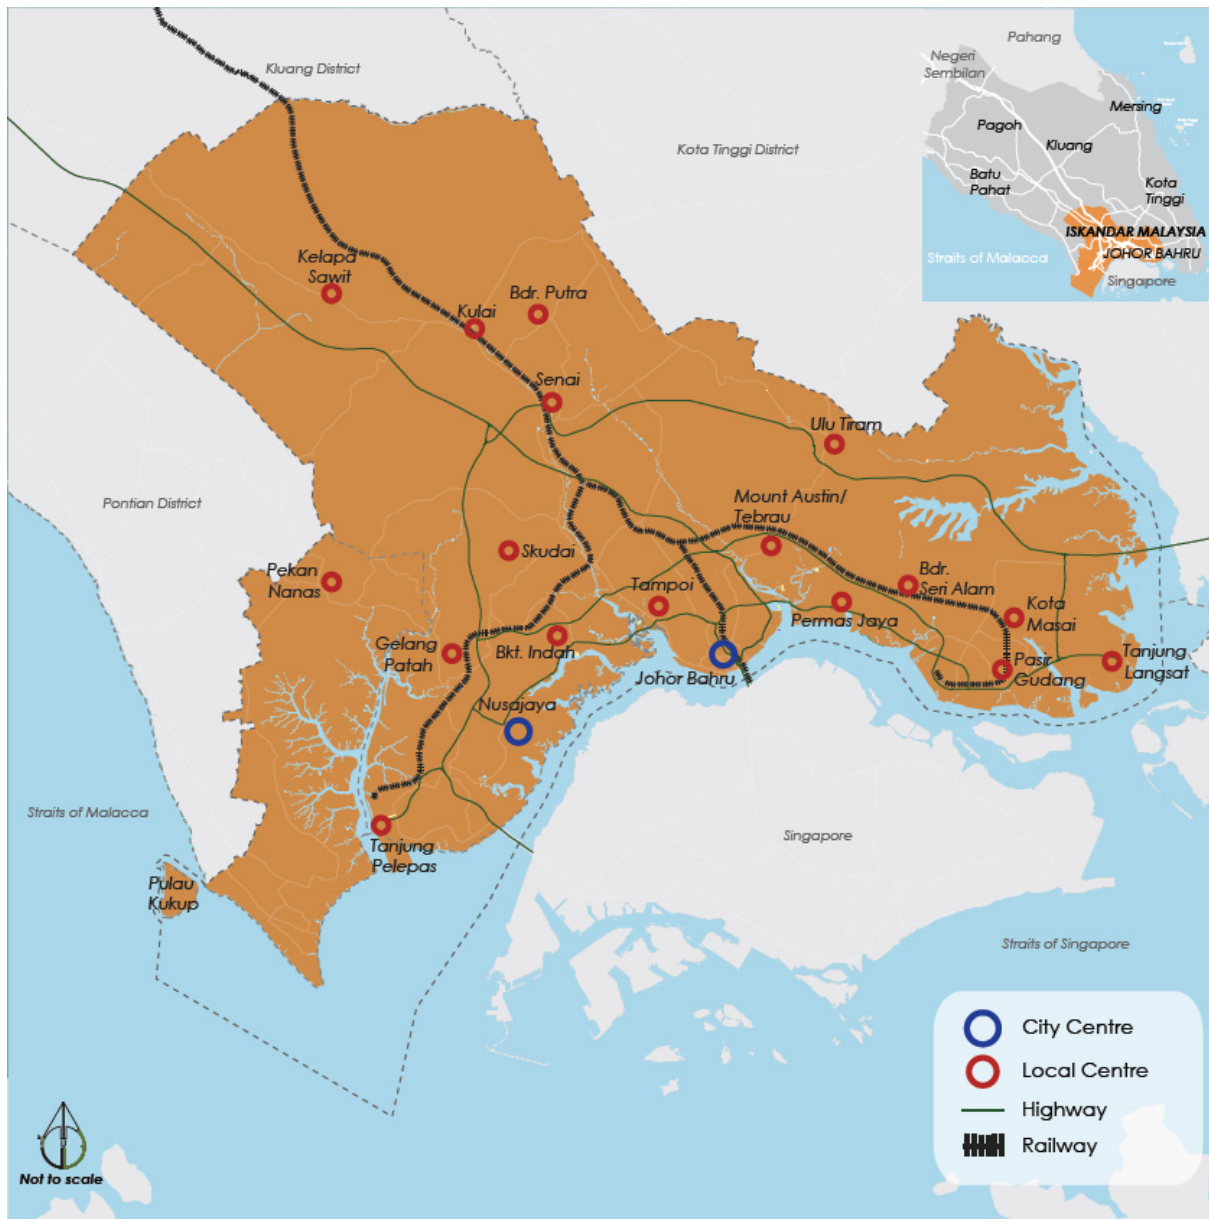 Pahang
Negeri
Sembilan
Kluang District
Mersing
Pagoh
Kluang
Kota Tinggi District
Batu
Pahat
Kota
Tinggi
ISKANDAR MALAYSIA
Straits of Malacca
JOHOR BAHRU
Singapore
Kelapa
Sawit
Bdr. Putra
Kulai
Senai
Ulu Tiram
Mount Austin/
Tebrau
Pontian District
Skudai
Pekan
Nanas
Tampoi
Bdr.
Seri Alam
Kota
Masai
Permas Jaya
Gelang
Patah
Bkt. Indah
Johor Bahru
Pasir
Gudang
Tanjung
Langsat
Nusajaya
Straits of Malacca
Singapore
Tanjung
Pelepas
Pulau
Kukup
Straits of Singapore
City Centre
Local Centre
Highway
Railway
Not to scale